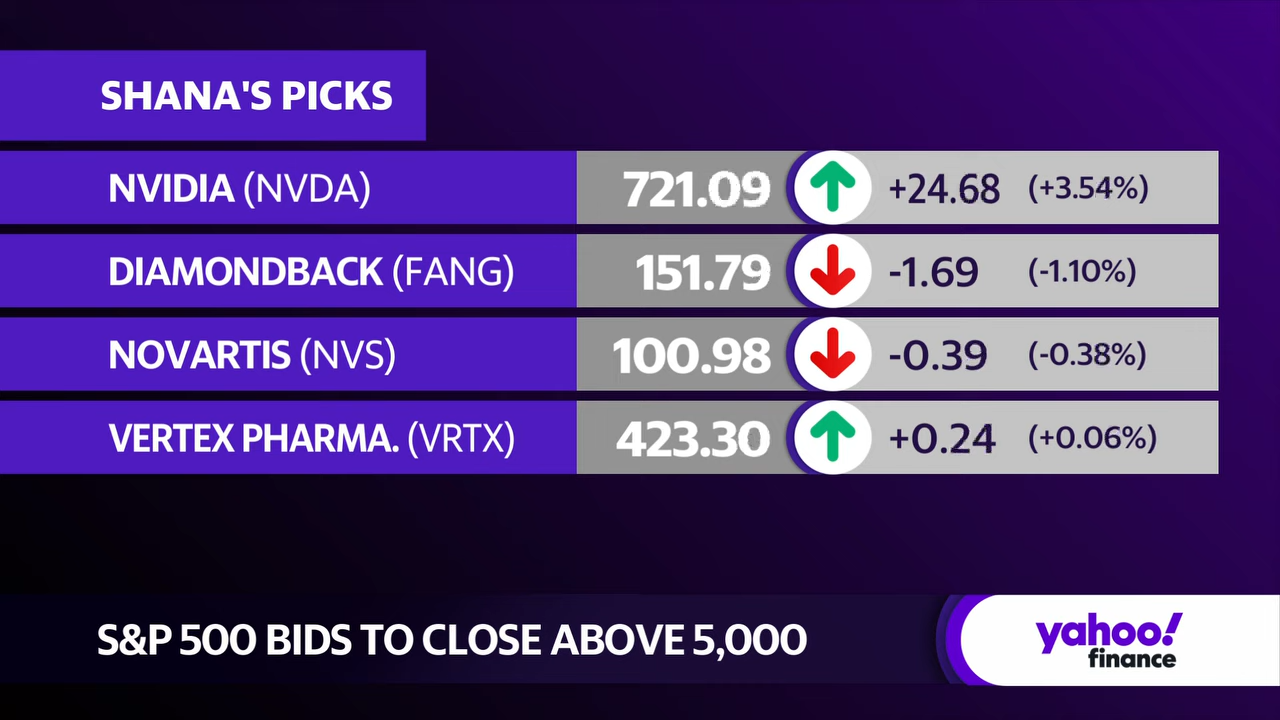 SHANA'S PICKS
NVIDIA (NVDA) 721.09 +24.68 (+3.54%)
DIAMONDBACK (FANG) 151.79 -1.69 (-1.10%)
NOVARTIS (NVS) 100.98 -0.39 (-0.38%)
VERTEX PHARMA. (VRTX) 423.30 +0.24 (+0.06%)
S&P 500 BIDS TO CLOSE ABOVE 5,000
yahoo!
finance